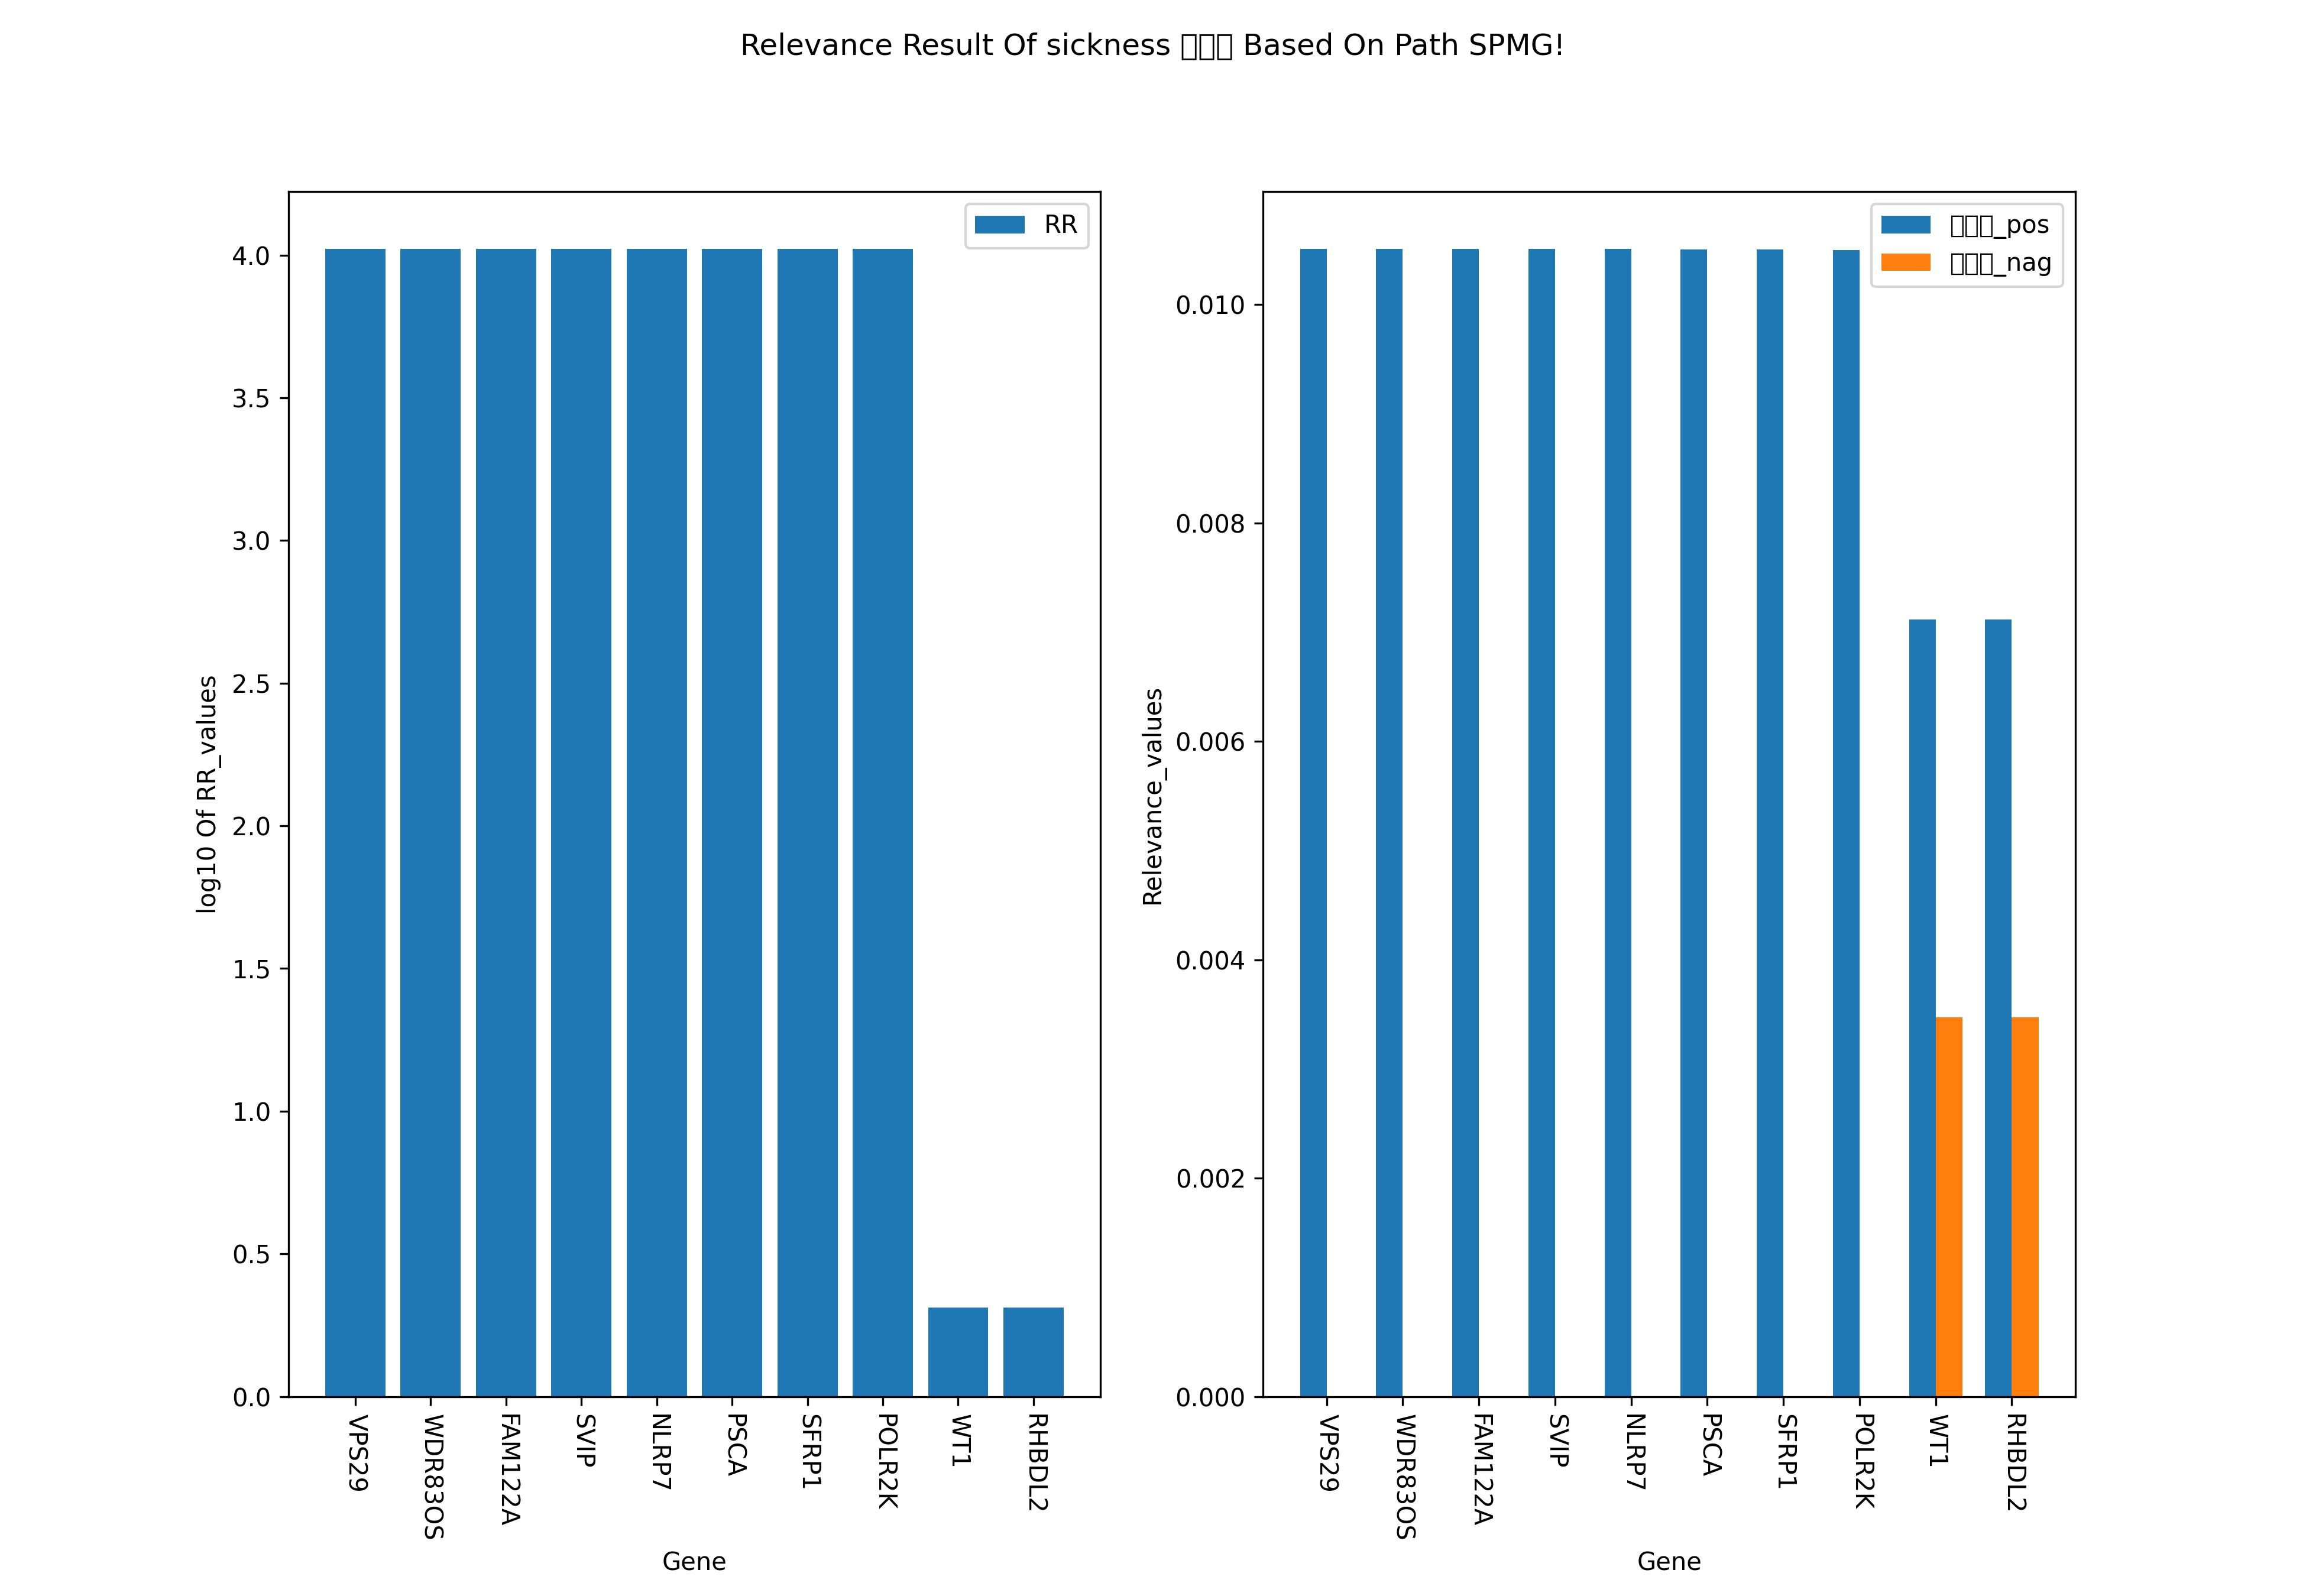 Relevance Result Of sickness Based On Path SPMG!
RR
4.0
3.5
3.0
2.5
2.0
1.5
1.0
0.5
0.0
log10 Of RR_values
VPS29
WDR83OS
FAM122A
SVIP
NLRP7
PSCA
SFRP1
POLR2K
WT1
RHBDL2
Gene
_pos
_nag
0.010
0.008
0.006
0.004
0.002
0.000
Relevance_values
VPS29
WDR83OS
FAM122A
SVIP
NLRP7
PSCA
SFRP1
POLR2K
WT1
RHBDL2
Gene